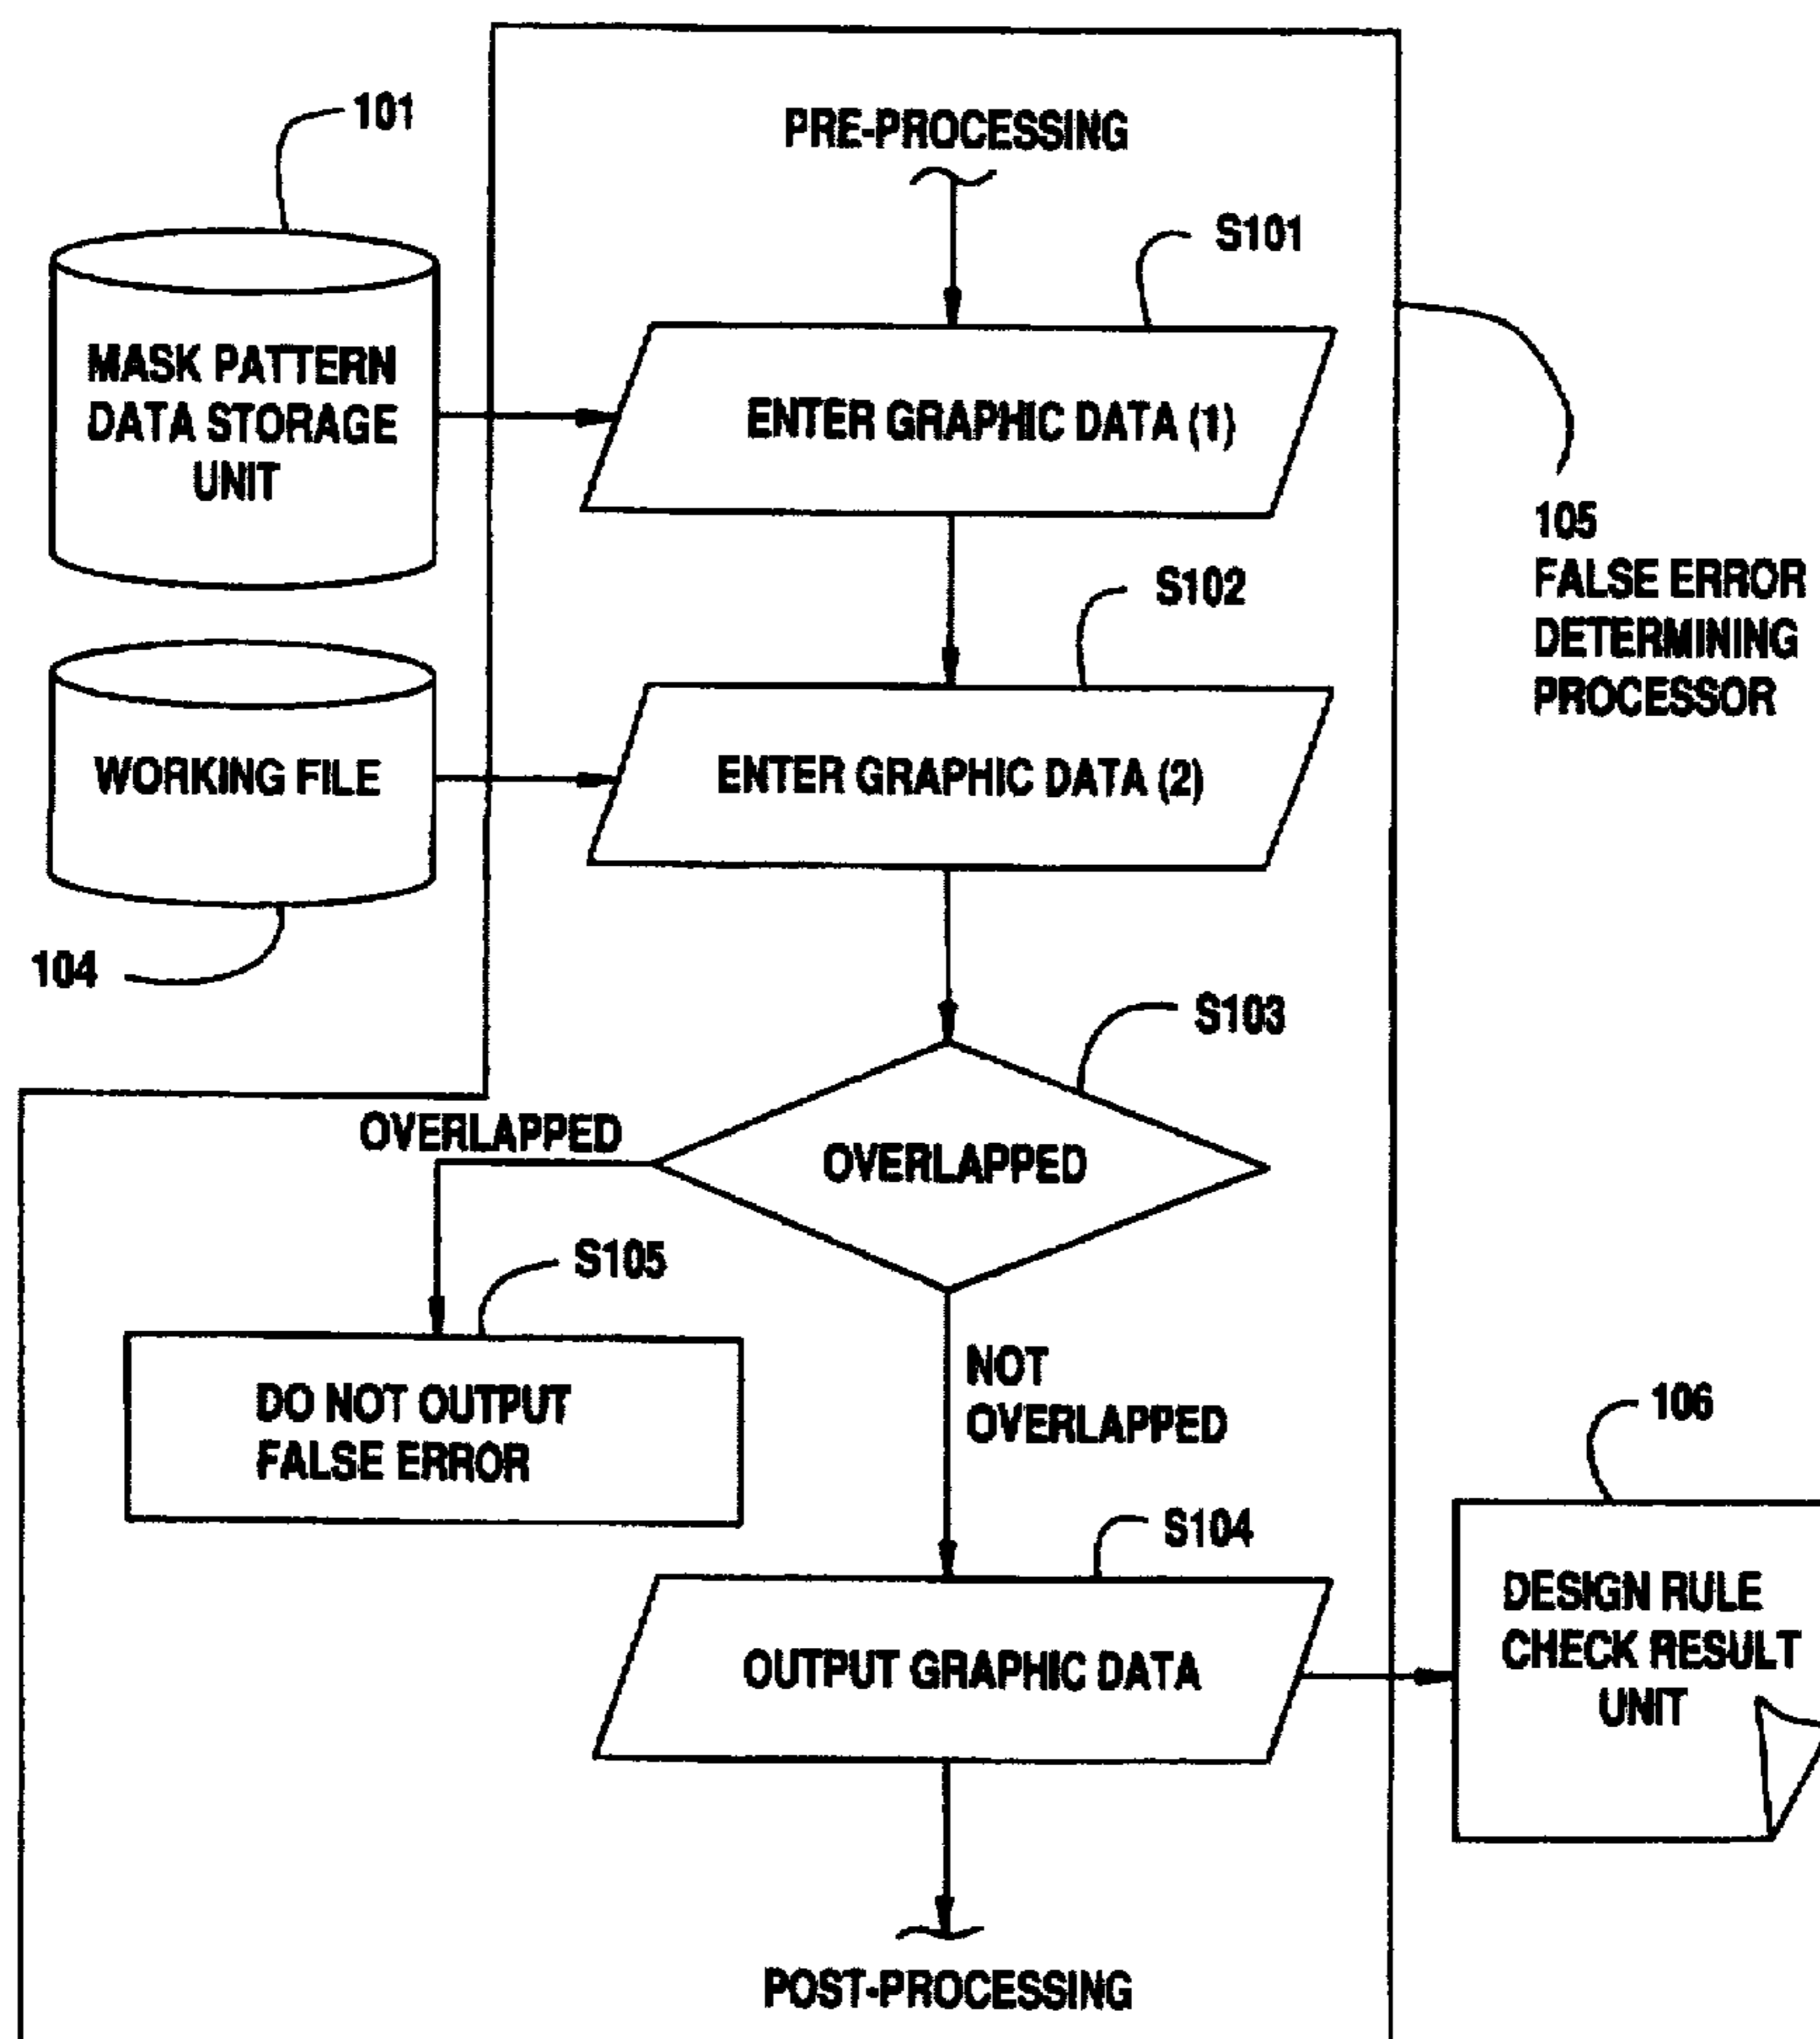 101
PRE-PROCESSING
S101
MASK PATTERN
DATA STORAGE
UNIT
ENTER GRAPHIC DATA (1)
105
FALSE ERROR
DETERMINING
PROCESSOR
S102
WORKING FILE
ENTER GRAPHIC DATA (2)
104
S103
OVERLAPPED
OVERLAPPED
S105
DO NOT OUTPUT
FALSE ERROR
NOT
OVERLAPPED
106
S104
OUTPUT GRAPHIC DATA
DESIGN RULE
CHECK RESULT
UNIT
POST-PROCESSING